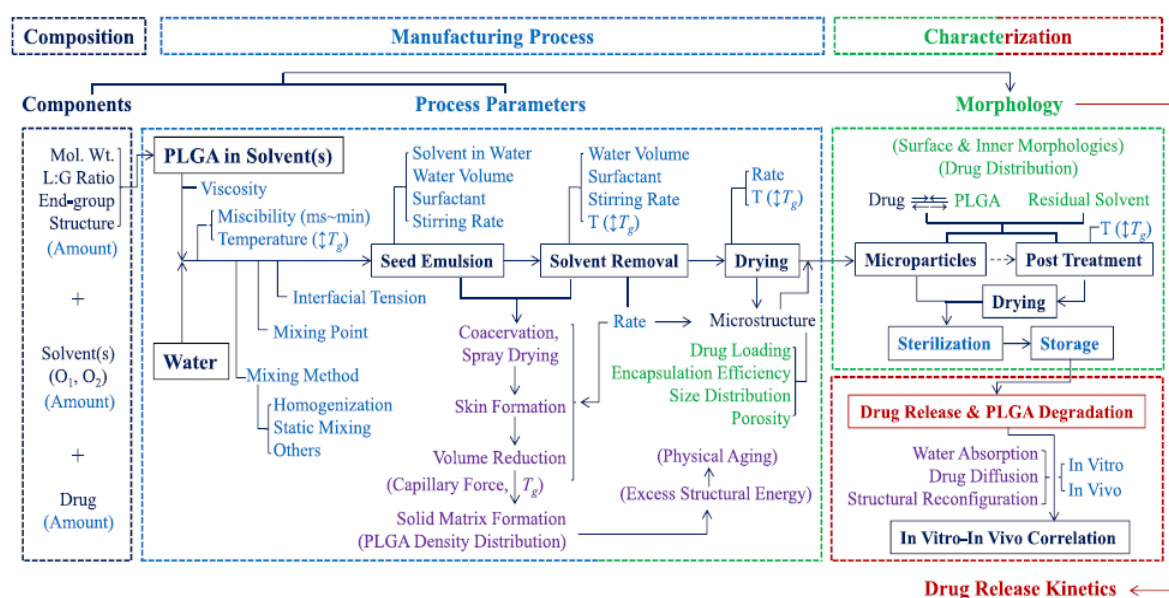 Composition
Manufacturing Process
Characterization
Components
Process Parameters
Morphology
Mol. Wt.
L:G Ratio
End-group
Structure
(Amount)
+
Solvent(s)
(O₁, O₂)
(Amount)
+
Drug
(Amount)
PLGA in Solvent(s)
Viscosity
Miscibility (ms~min)
Temperature (↕Tg)
Water
Interfacial Tension
Mixing Point
Mixing Method
Homogenization
Static Mixing
Others
Solvent in Water
Water Volume
Surfactant
Stirring Rate
Seed Emulsion
Water Volume
Surfactant
Stirring Rate
T (↕Tg)
Solvent Removal
Rate
T (↕Tg)
Drying
Coacervation,
Spray Drying
Skin Formation
Volume Reduction
(Capillary Force, Tg)
Solid Matrix Formation
(PLGA Density Distribution)
Rate
Microstructure
Drug Loading
Encapsulation Efficiency
Size Distribution
Porosity
(Physical Aging)
(Excess Structural Energy)
(Surface & Inner Morphologies)
(Drug Distribution)
Drug
PLGA
Residual Solvent
T (↕Tg)
Microparticles
Post Treatment
Drying
Sterilization
Storage
Drug Release & PLGA Degradation
Water Absorption
Drug Diffusion
Structural Reconfiguration
In Vitro
In Vivo
In Vitro–In Vivo Correlation
Drug Release Kinetics